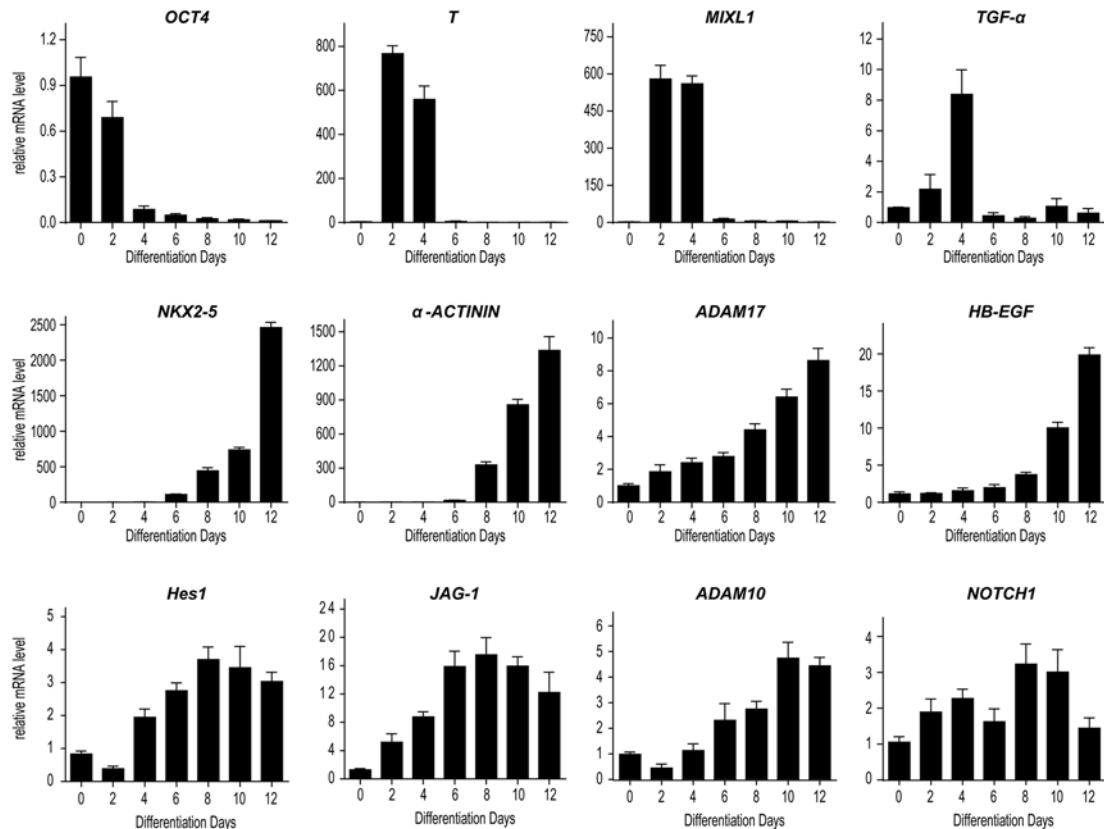 OCT4
relative mRNA level
1.2
0.9
0.6
0.3
0.0
0 2 4 6 8 10 12
Differentiation Days
T
800
600
400
200
0
0 2 4 6 8 10 12
Differentiation Days
MIXL1
750
600
450
300
150
0
0 2 4 6 8 10 12
Differentiation Days
TGF-α
12
10
8
6
4
2
0
0 2 4 6 8 10 12
Differentiation Days
NKX2-5
relative mRNA level
2500
2000
1500
1000
500
0
0 2 4 6 8 10 12
Differentiation Days
α -ACTININ
1500
1200
900
600
300
0
0 2 4 6 8 10 12
Differentiation Days
ADAM17
10
8
6
4
2
0
0 2 4 6 8 10 12
Differentiation Days
HB-EGF
20
10
0
0 2 4 6 8 10 12
Differentiation Days
Hes1
relative mRNA level
5
4
3
2
1
0
0 2 4 6 8 10 12
Differentiation Days
JAG-1
24
20
16
12
8
4
0
0 2 4 6 8 10 12
Differentiation Days
ADAM10
6
5
4
3
2
1
0
0 2 4 6 8 10 12
Differentiation Days
NOTCH1
4
3
2
1
0
0 2 4 6 8 10 12
Differentiation Days